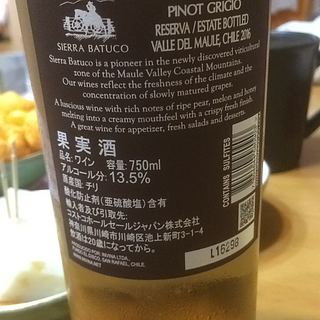 SIERRA BATUCO
PINOT GRIGIO
RESERVA / ESTATE BOTTLED
VALLE DEL MAULE, CHILE 2016
Sierra Batuco is a pioneer in the newly discovered viticultural
zone of the Maule Valley Coastal Mountains.
Our wines reflect the freshness of the climate and the
concentration of slowly matured grapes.
A luscious wine with rich notes of ripe pear, melon and honey
melting into a creamy mouthfeel with a crisp fresh finish.
A great wine for appetizer, fresh salads and desserts.
果実酒
品名:ワイン 容量:750ml
アルコール分:13.5%
原産国:チリ
酸化防止剤(亜硫酸塩)含有
輸入者及び引取先:
コストコホールセールジャパン株式会社
神奈川県川崎市川崎区池上新町3-1-4
飲酒は20歳になってから。
CONTAINS SULFITES
L16298